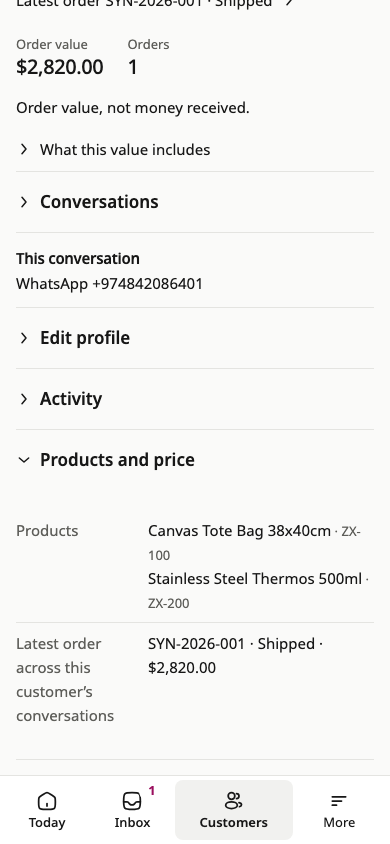 Latest order SYN-2026-001 · Shipped
Order value Orders
$2,820.00 1
Order value, not money received.
What this value includes
Conversations
This conversation
WhatsApp +974842086401
Edit profile
Activity
Products and price
Products Canvas Tote Bag 38x40cm · ZX-
100
Stainless Steel Thermos 500ml ·
ZX-200
Latest order SYN-2026-001 · Shipped ·
across this $2,820.00
customer's
conversations
1
Today Inbox Customers More